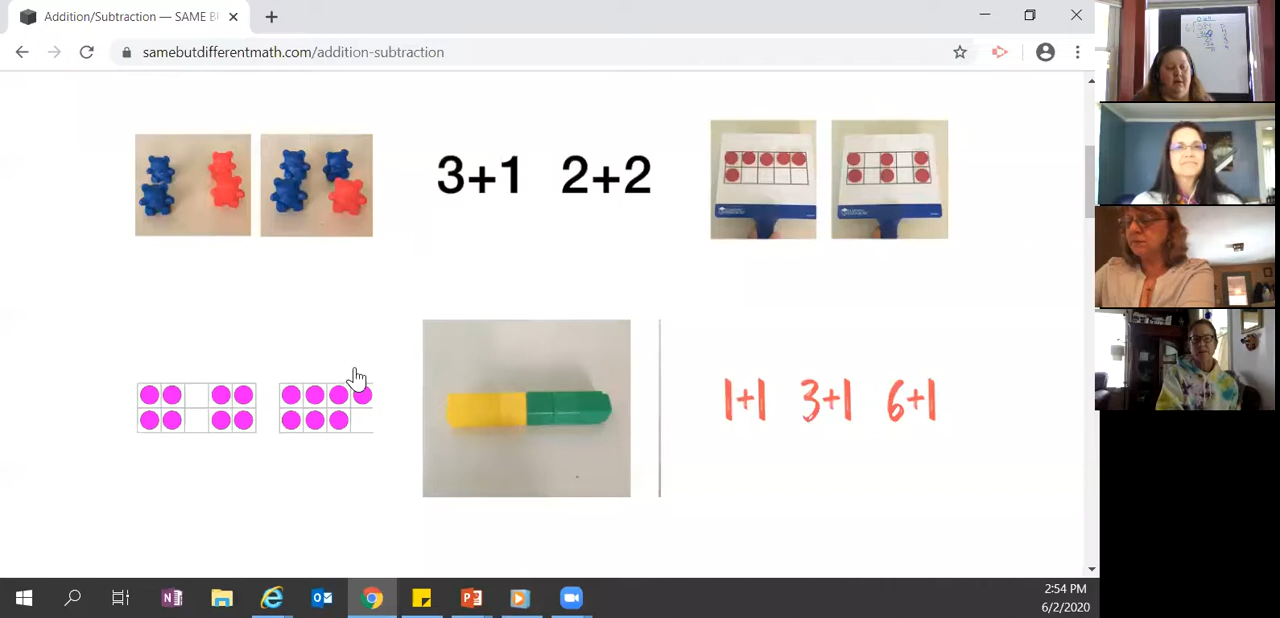 Addition/Subtraction — SAME B
samebutdifferentmath.com/addition-subtraction
3+1 2+2
1+1 3+1 6+1
2:54 PM
6/2/2020